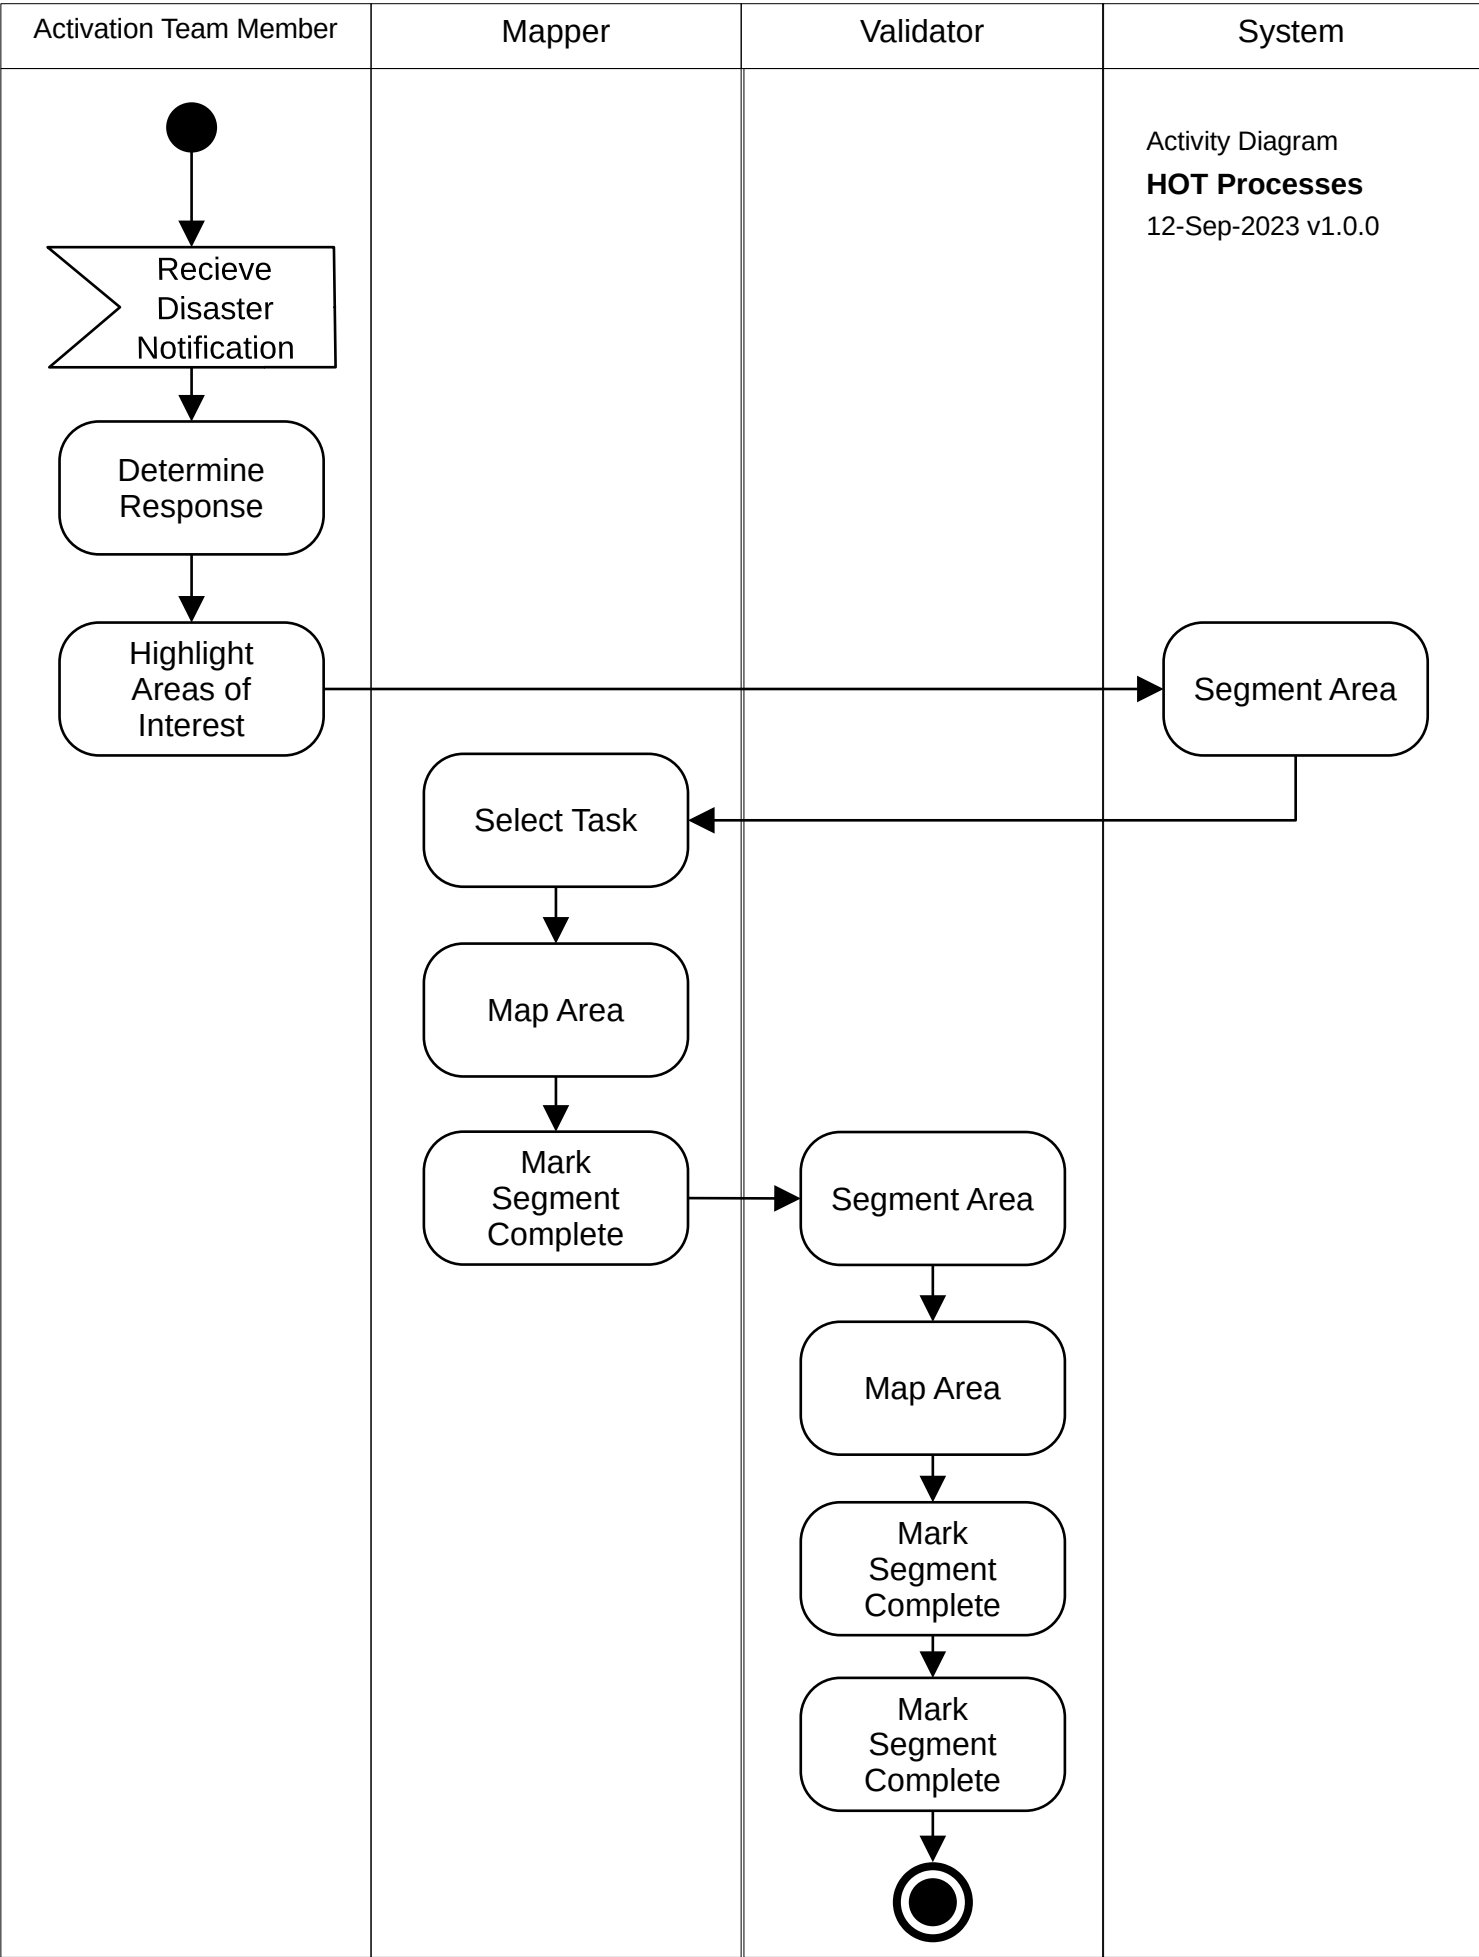 Activation Team Member
Mapper
Validator
System
Activity Diagram
HOT Processes
12-Sep-2023 v1.0.0
Recieve
Disaster
Notification
Determine
Response
Highlight
Areas of
Interest
Segment Area
Select Task
Map Area
Mark
Segment
Complete
Segment Area
Map Area
Mark
Segment
Complete
Mark
Segment
Complete